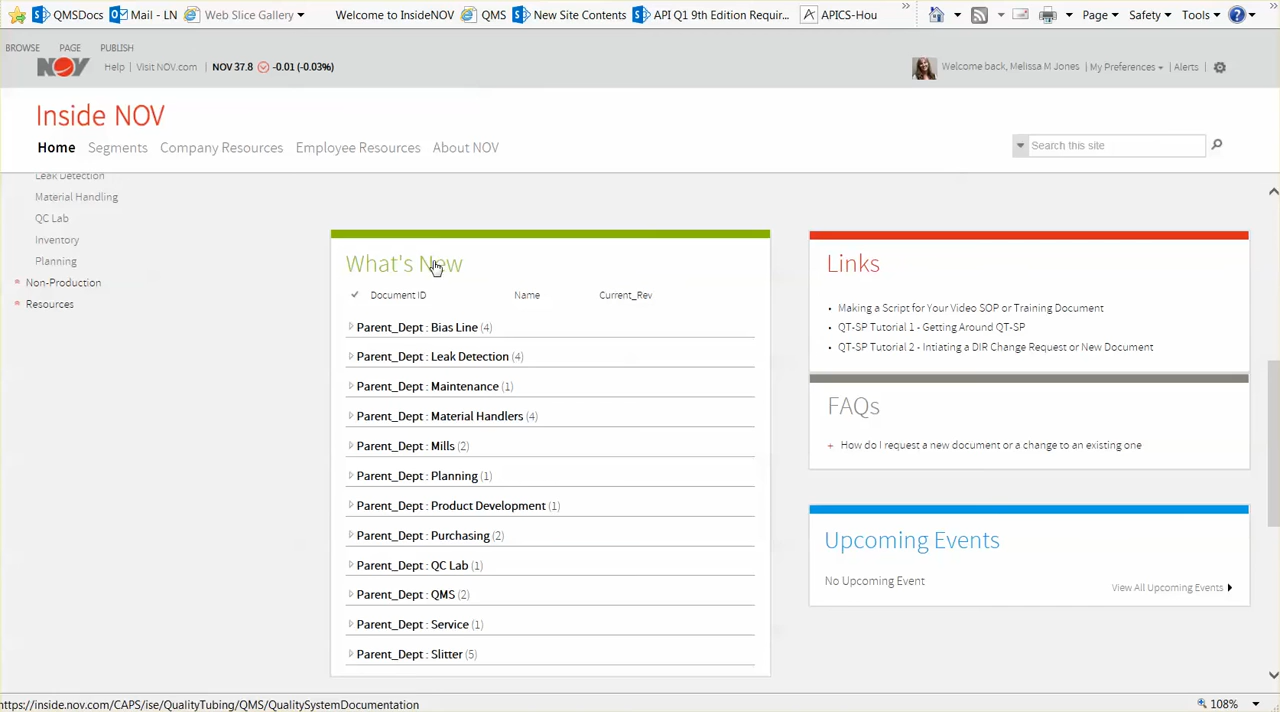 QMSDocs Mail - LN Web Slice Gallery Welcome to InsideNOV QMS New Site Contents API Q1 9th Edition Requir... APICS-Hou » Page Safety Tools »
BROWSE PAGE PUBLISH
NOV Help | Visit NOV.com | NOV 37.8 -0.01 (-0.03%) Welcome back, Melissa M Jones | My Preferences | Alerts
Inside NOV
Home Segments Company Resources Employee Resources About NOV Search this site
Leak Detection
Material Handling
QC Lab
Inventory
Planning
Non-Production
Resources
What's New
Document ID Name Current_Rev
Parent_Dept : Bias Line (4)
Parent_Dept : Leak Detection (4)
Parent_Dept : Maintenance (1)
Parent_Dept : Material Handlers (4)
Parent_Dept : Mills (2)
Parent_Dept : Planning (1)
Parent_Dept : Product Development (1)
Parent_Dept : Purchasing (2)
Parent_Dept : QC Lab (1)
Parent_Dept : QMS (2)
Parent_Dept : Service (1)
Parent_Dept : Slitter (5)
Links
• Making a Script for Your Video SOP or Training Document
• QT-SP Tutorial 1 - Getting Around QT-SP
• QT-SP Tutorial 2 - Intiating a DIR Change Request or New Document
FAQs
+ How do I request a new document or a change to an existing one
Upcoming Events
No Upcoming Event
View All Upcoming Events
https://inside.nov.com/CAPS/ise/QualityTubing/QMS/QualitySystemDocumentation 108%